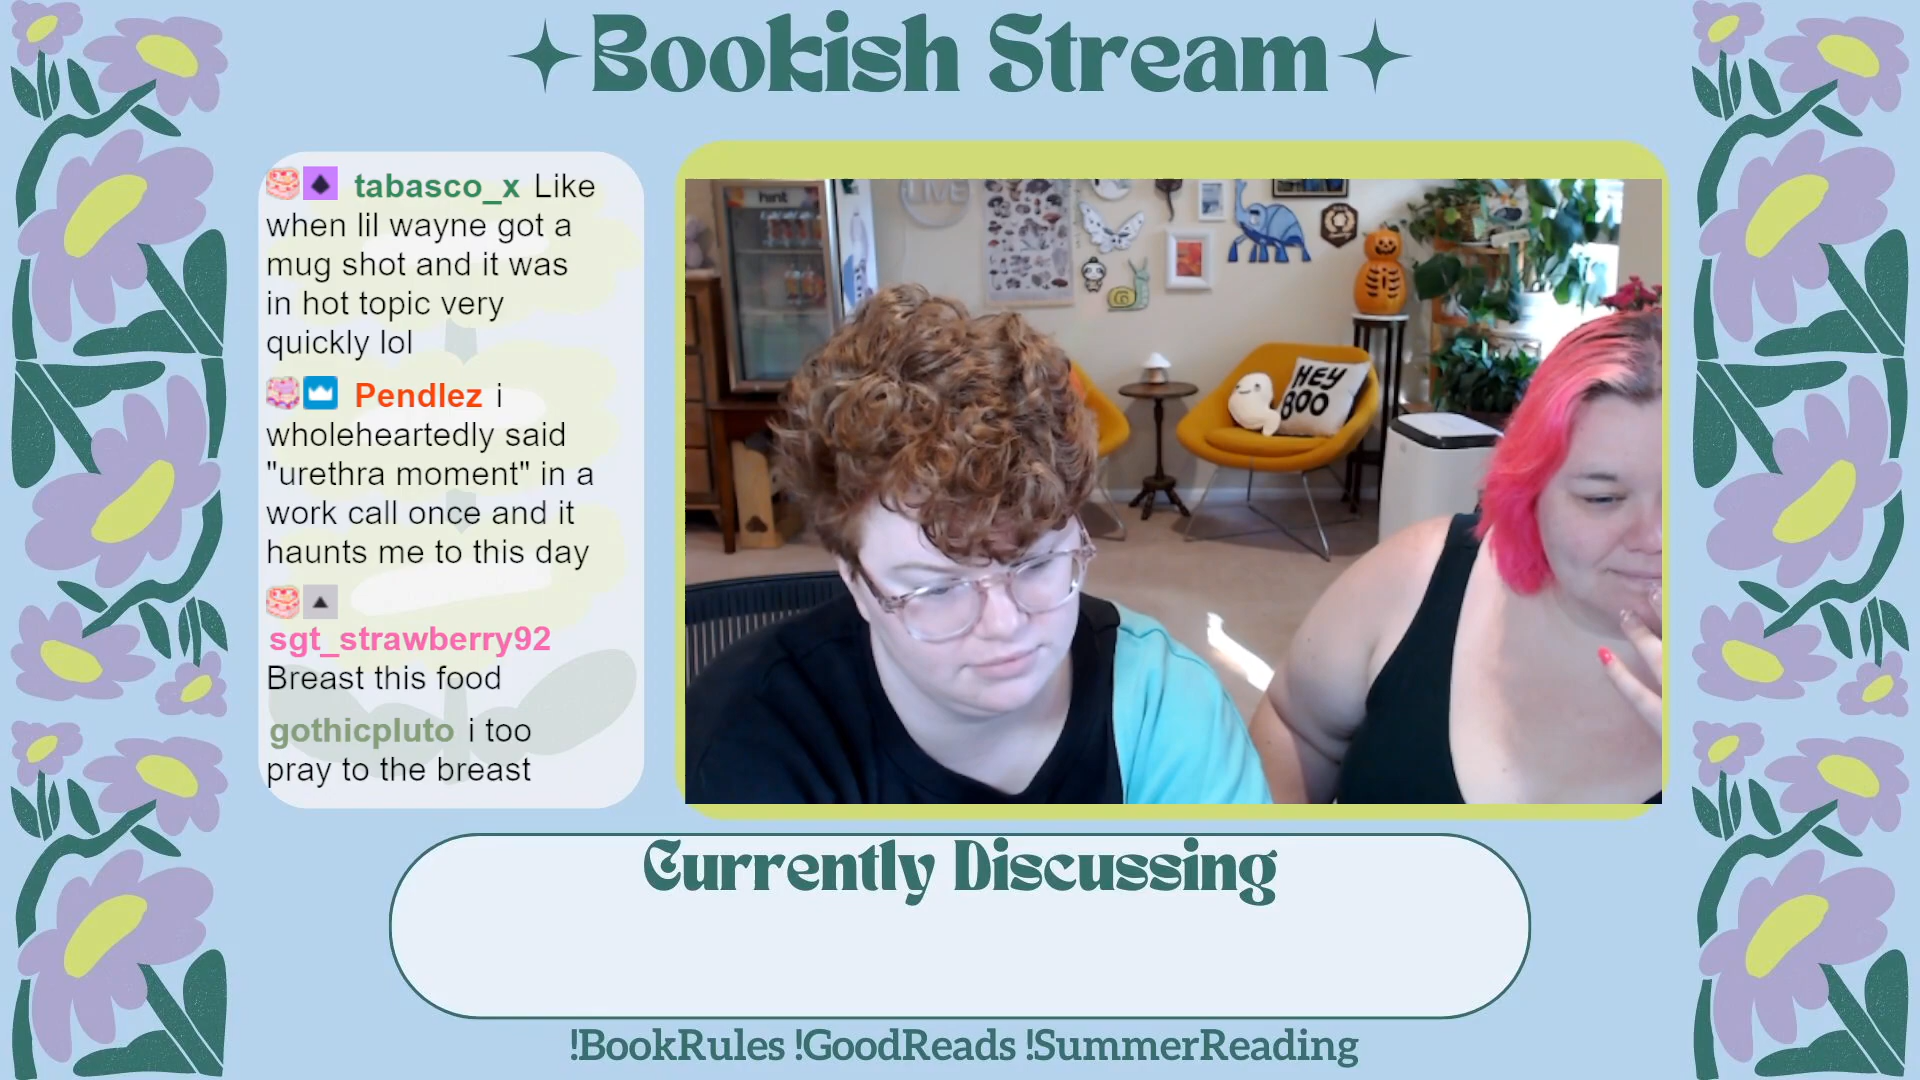 Bookish Stream
tabasco_x Like
when lil wayne got a
mug shot and it was
in hot topic very
quickly lol
Pendlez i
wholeheartedly said
"urethra moment" in a
work call once and it
haunts me to this day
sgt_strawberry92
Breast this food
gothicpluto i too
pray to the breast
hint
LIVE
HEY
BOO
Currently Discussing
!BookRules !GoodReads !SummerReading